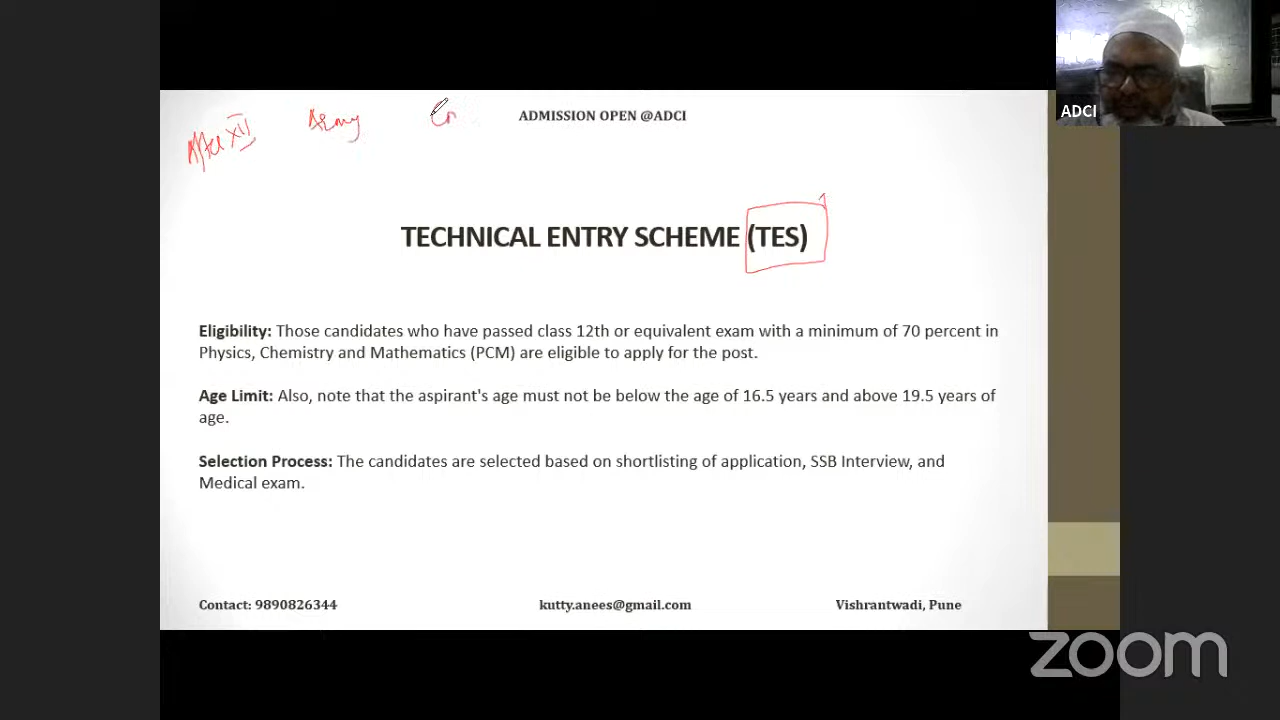 After XII
Army
ADMISSION OPEN @ADCI
ADCI
TECHNICAL ENTRY SCHEME (TES)
Eligibility: Those candidates who have passed class 12th or equivalent exam with a minimum of 70 percent in
Physics, Chemistry and Mathematics (PCM) are eligible to apply for the post.
Age Limit: Also, note that the aspirant's age must not be below the age of 16.5 years and above 19.5 years of
age.
Selection Process: The candidates are selected based on shortlisting of application, SSB Interview, and
Medical exam.
Contact: 9890826344
kutty.anees@gmail.com
Vishrantwadi, Pune
zoom